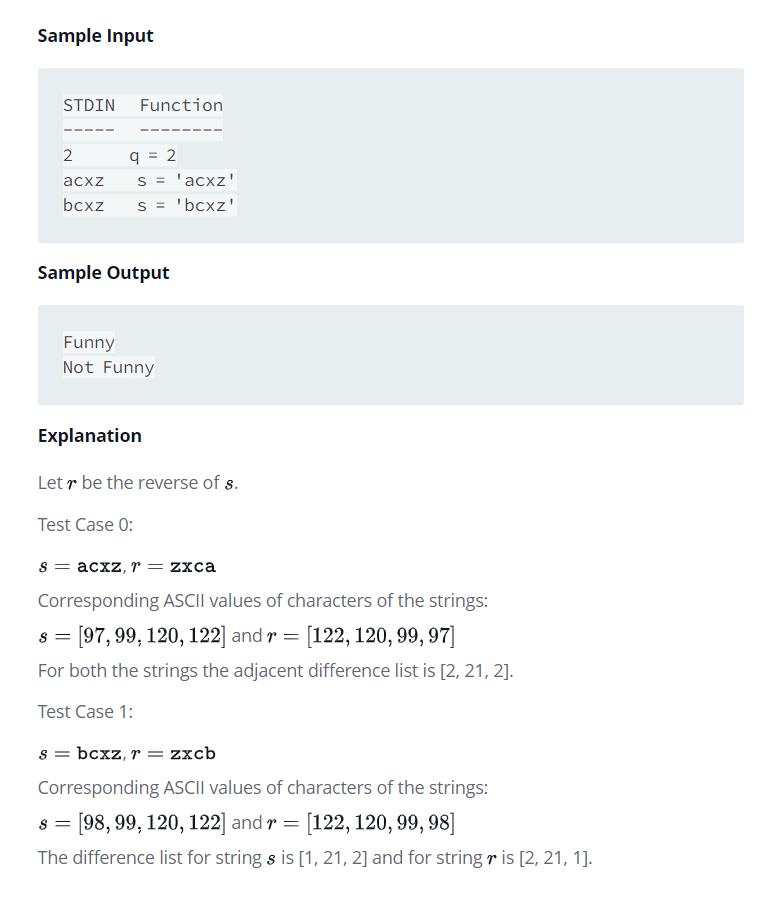 Sample Input
STDIN   Function
-----   --------
2      q = 2
acxz   s = 'acxz'
bcxz   s = 'bcxz'
Sample Output
Funny
Not Funny
Explanation
Let r be the reverse of s.
Test Case 0:
s = acxz, r = zxca
Corresponding ASCII values of characters of the strings:
s = [97, 99, 120, 122] and r = [122, 120, 99, 97]
For both the strings the adjacent difference list is [2, 21, 2].
Test Case 1:
s = bcxz, r = zxcb
Corresponding ASCII values of characters of the strings:
s = [98, 99, 120, 122] and r = [122, 120, 99, 98]
The difference list for string s is [1, 21, 2] and for string r is [2, 21, 1].